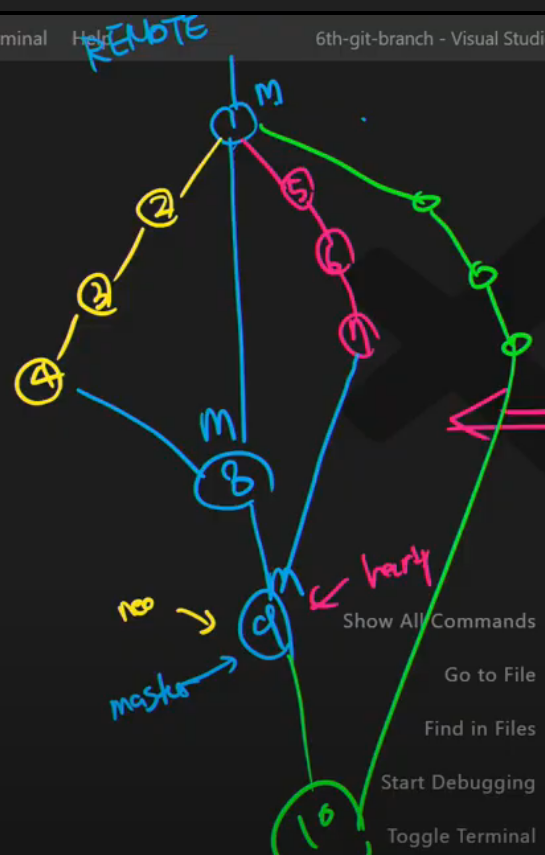 minal Help 6th-git-branch - Visual Studi
REMOTE
m
1
2
5
3
6
7
4
m
8
m
9
harry
neo
master
Show All Commands
Go to File
Find in Files
Start Debugging
10
Toggle Terminal